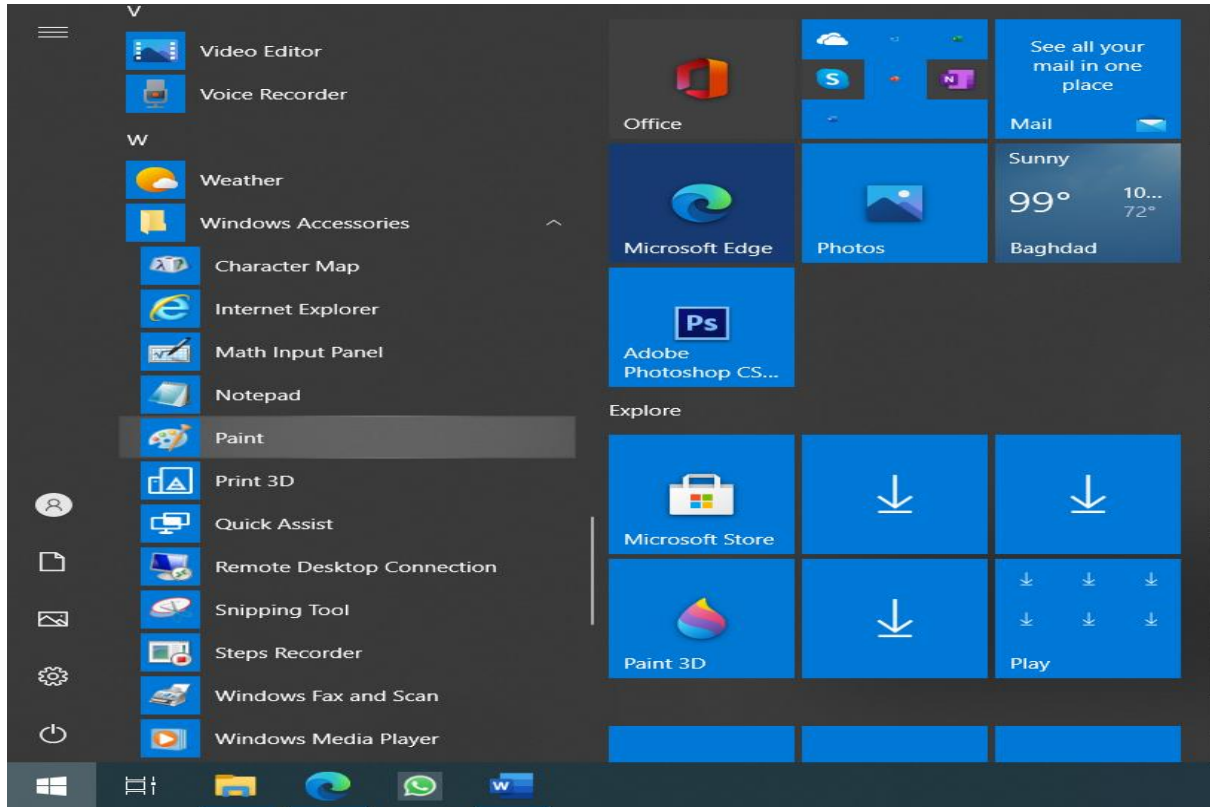 V
Video Editor
Voice Recorder
W
Weather
Windows Accessories
Character Map
Internet Explorer
Math Input Panel
Notepad
Paint
Print 3D
Quick Assist
Remote Desktop Connection
Snipping Tool
Steps Recorder
Windows Fax and Scan
Windows Media Player
Office
S
N
See all your
mail in one
place
Mail
Microsoft Edge
Photos
Sunny
99°
10...
72°
Baghdad
Ps
Adobe
Photoshop CS...
Explore
Microsoft Store
Paint 3D
Play
W